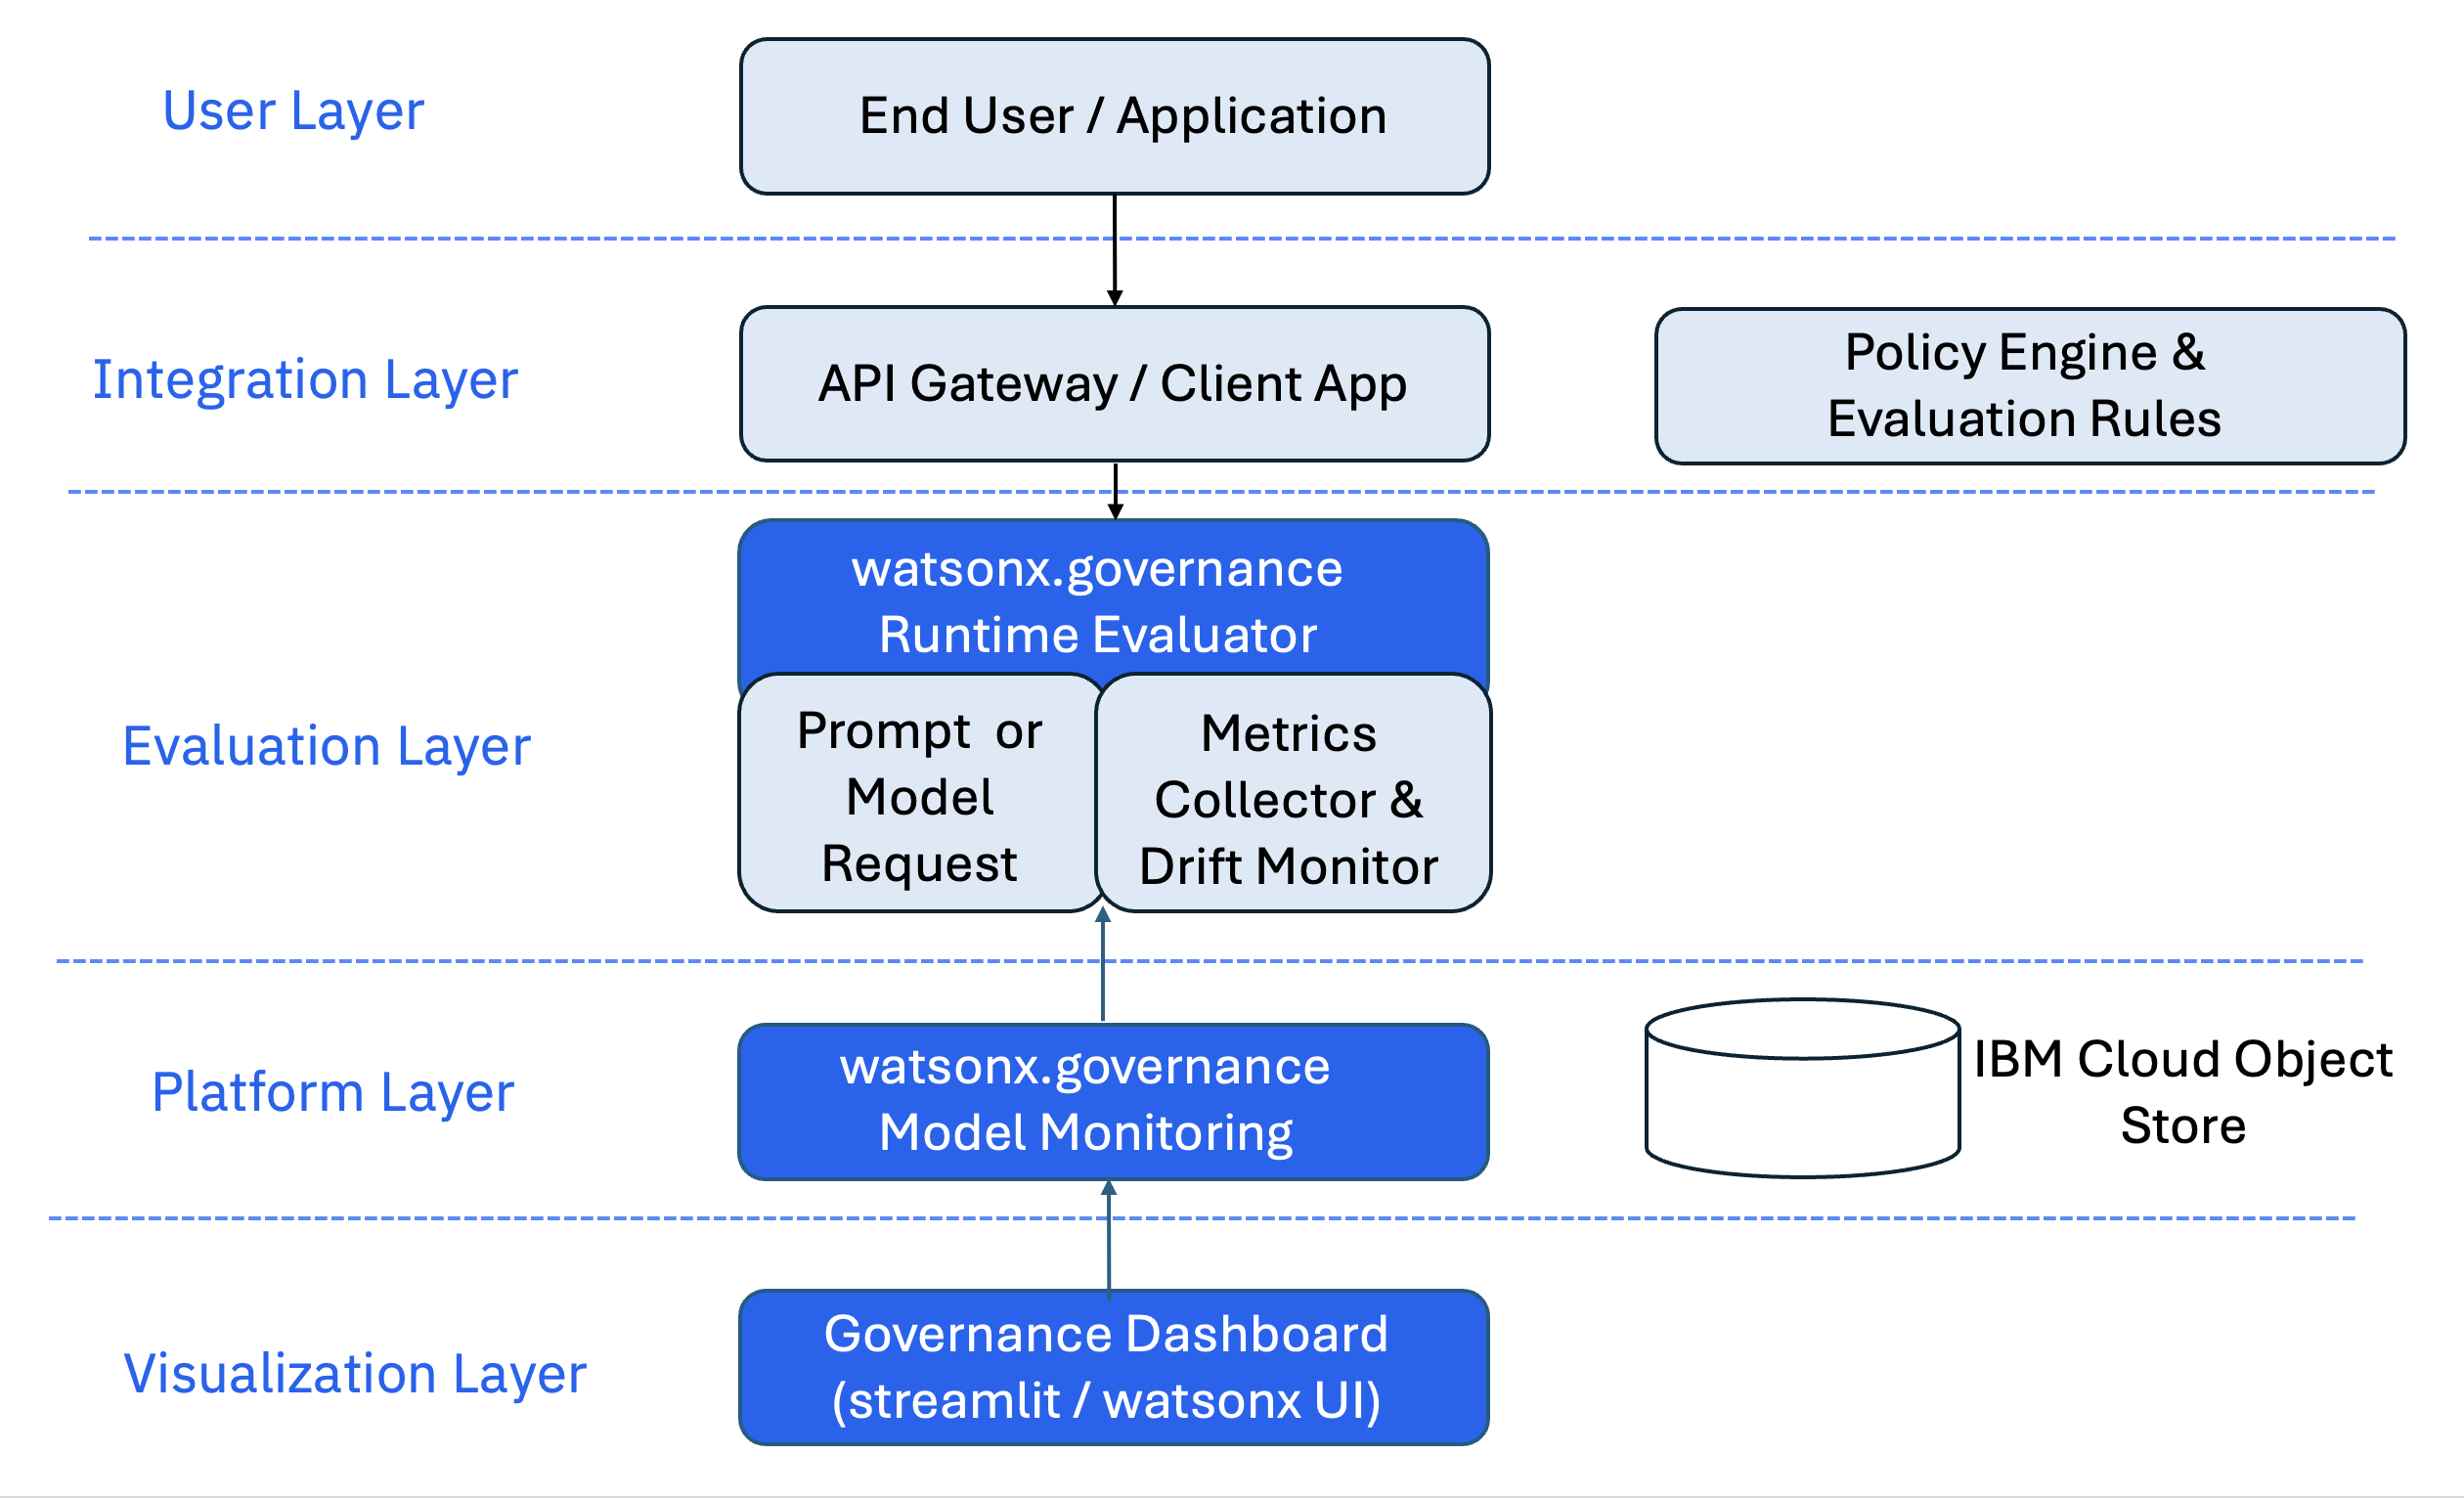 User Layer
End User / Application
Integration Layer
API Gateway / Client App
Policy Engine &
Evaluation Rules
watsonx.governance
Runtime Evaluator
Evaluation Layer
Prompt or
Model
Request
Metrics
Collector &
Drift Monitor
Platform Layer
watsonx.governance
Model Monitoring
IBM Cloud Object
Store
Visualization Layer
Governance Dashboard
(streamlit / watsonx UI)